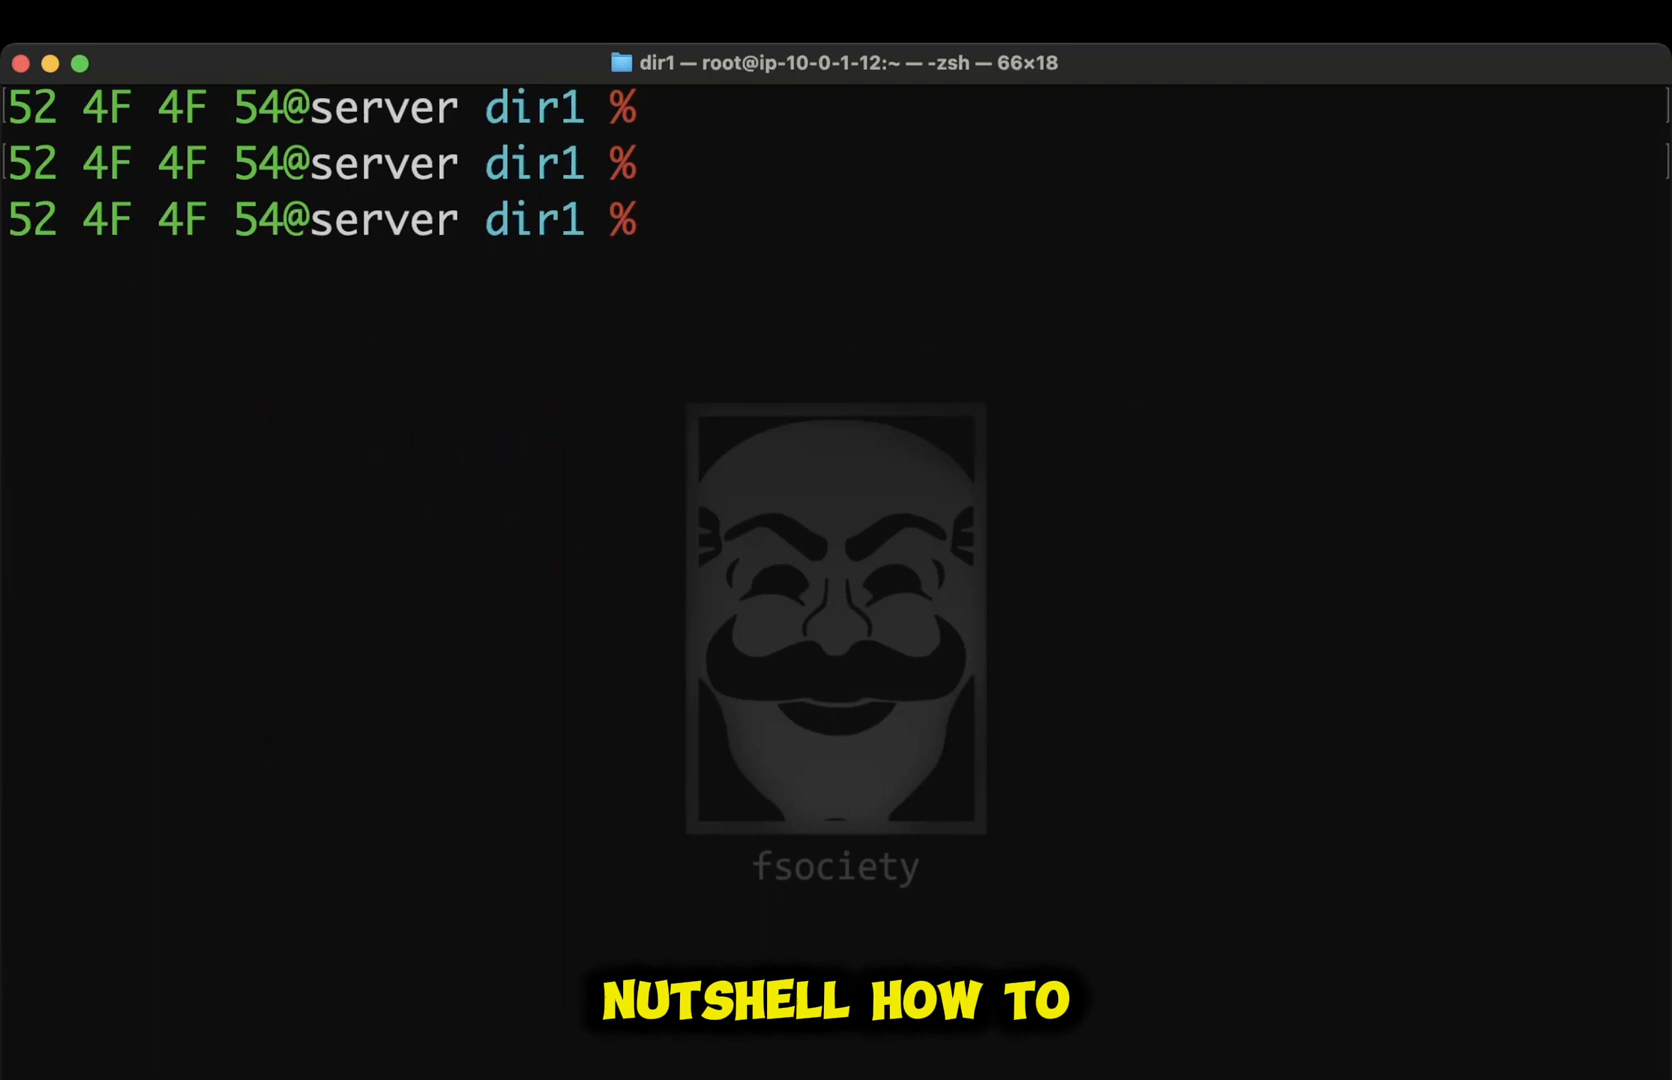 dir1 — root@ip-10-0-1-12:~ — -zsh — 66×18
52 4F 4F 54@server dir1 %
52 4F 4F 54@server dir1 %
52 4F 4F 54@server dir1 %
fsociety
NUTSHELL HOW TO